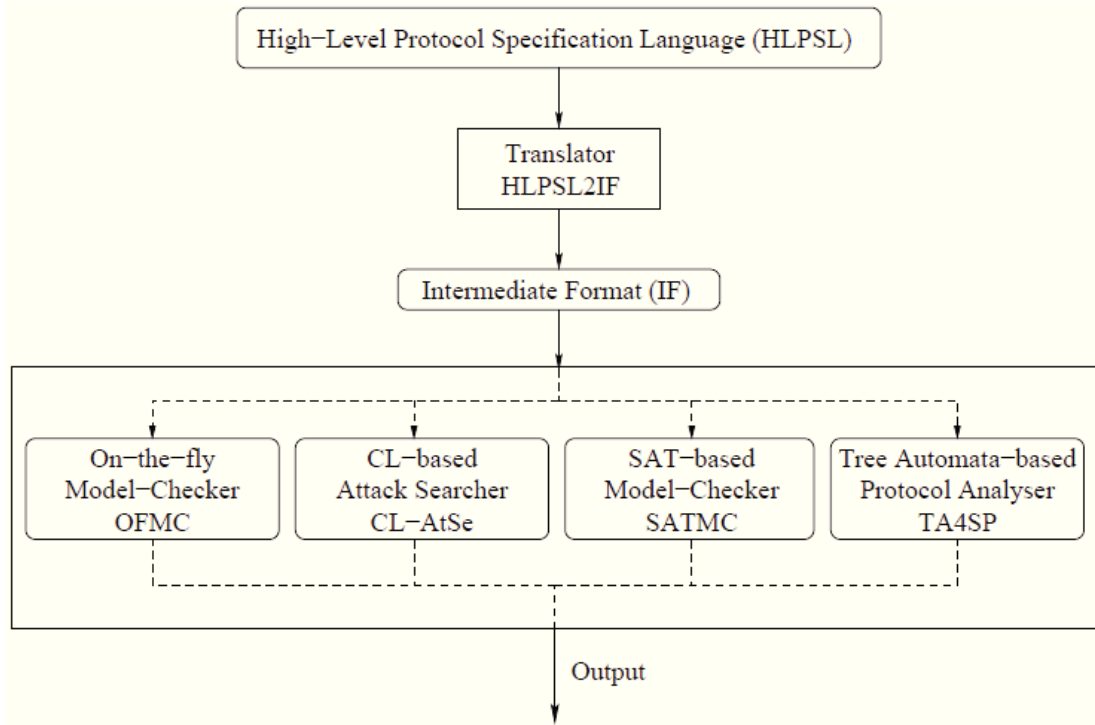 High−Level Protocol Specification Language (HLPSL)
Translator
HLPSL2IF
Intermediate Format (IF)
On−the−fly
Model−Checker
OFMC
CL−based
Attack Searcher
CL−AtSe
SAT−based
Model−Checker
SATMC
Tree Automata−based
Protocol Analyser
TA4SP
Output